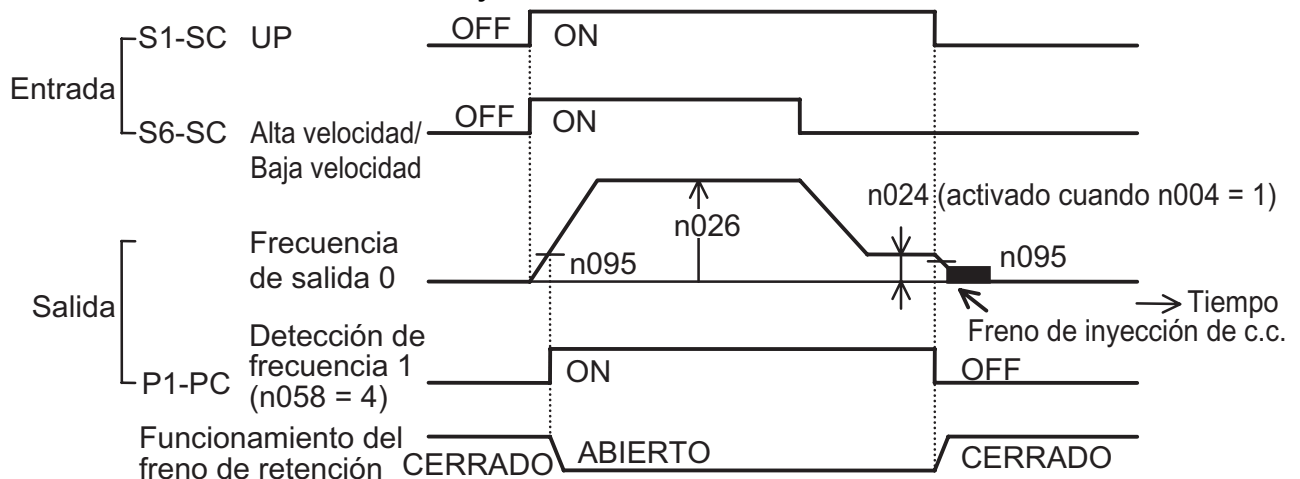 S1-SC UP OFF ON
Entrada
S6-SC Alta velocidad/ OFF ON
Baja velocidad
n024 (activado cuando n004 = 1)
n026
Frecuencia
de salida 0
n095
n095
Salida
Tiempo
Freno de inyección de c.c.
Detección de
frecuencia 1
P1-PC (n058 = 4)
ON
OFF
Funcionamiento del
freno de retención
CERRADO ABIERTO CERRADO